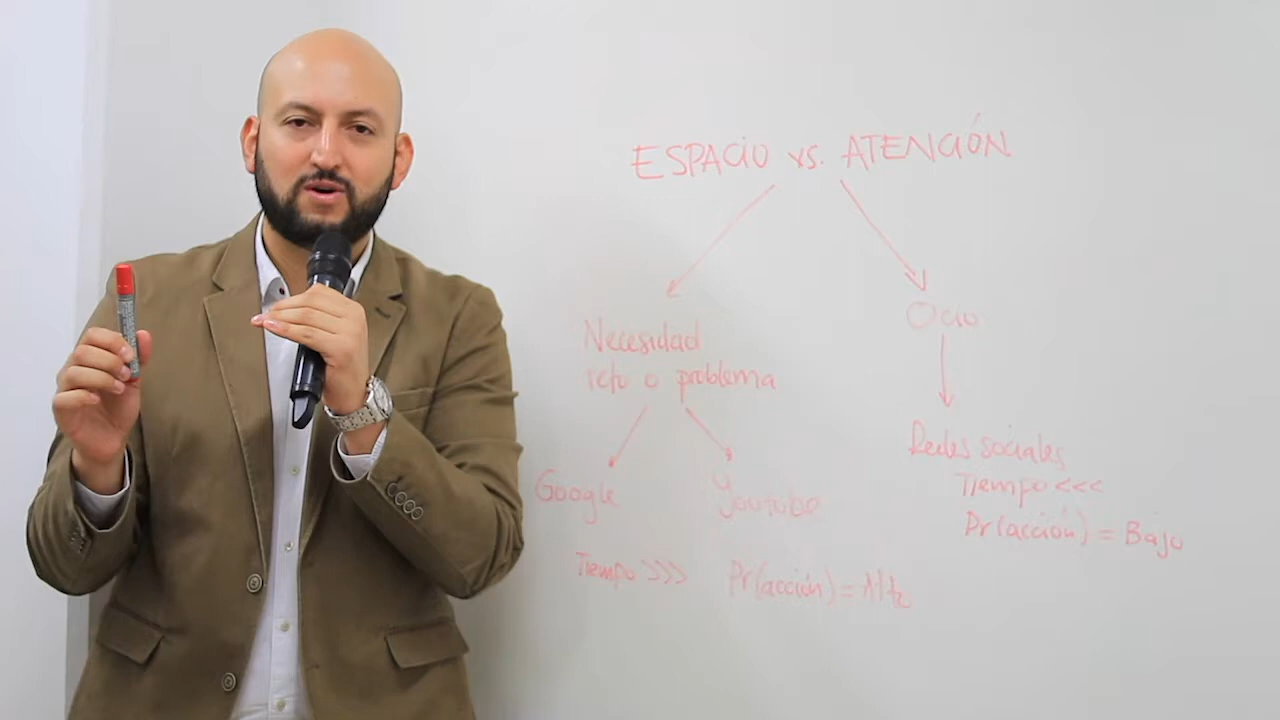 ESPACIO vs. ATENCIÓN
Necesidad
reto o problema
Google
Youtube
Tiempo >>>
Pr(acción) = Alta
Ocio
Redes sociales
Tiempo <<<
Pr(acción) = Bajo